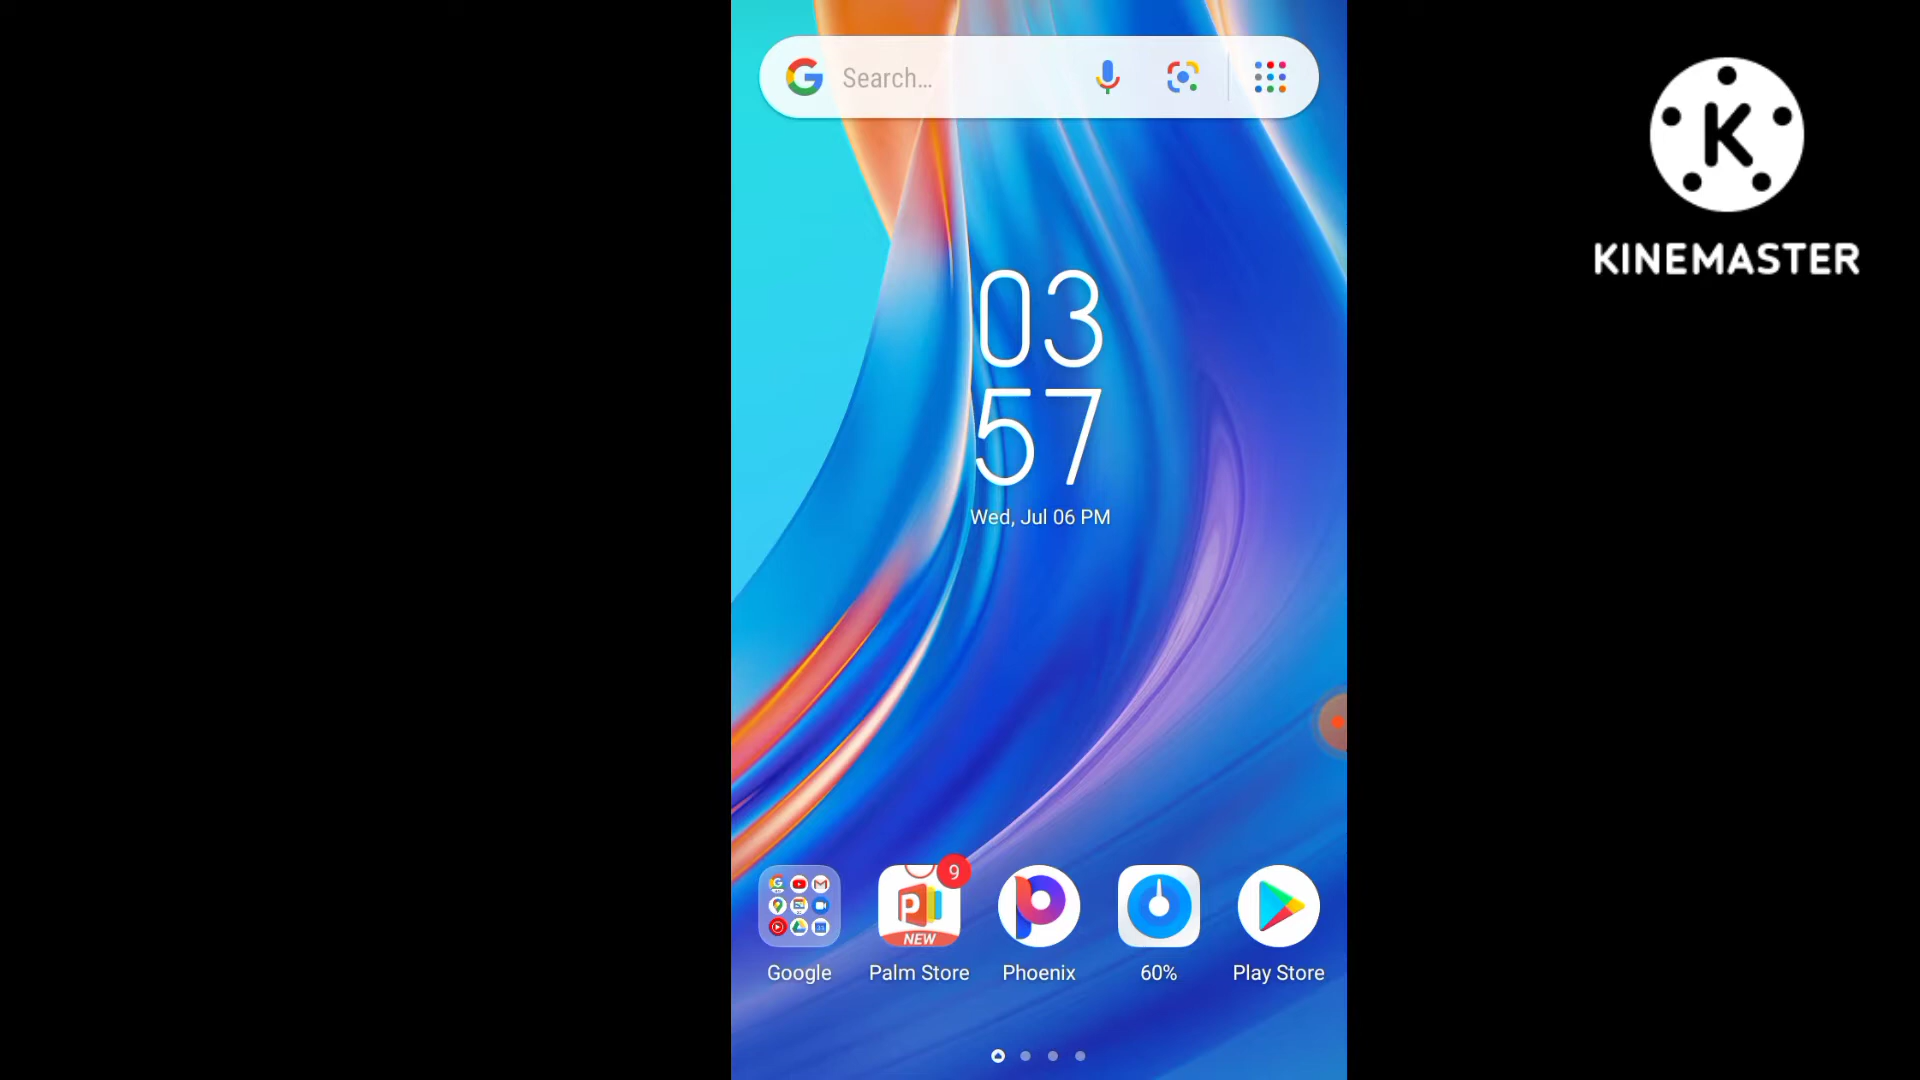 Search...
K
KINEMASTER
03
57
Wed, Jul 06 PM
9
NEW
Google
Palm Store
Phoenix
60%
Play Store